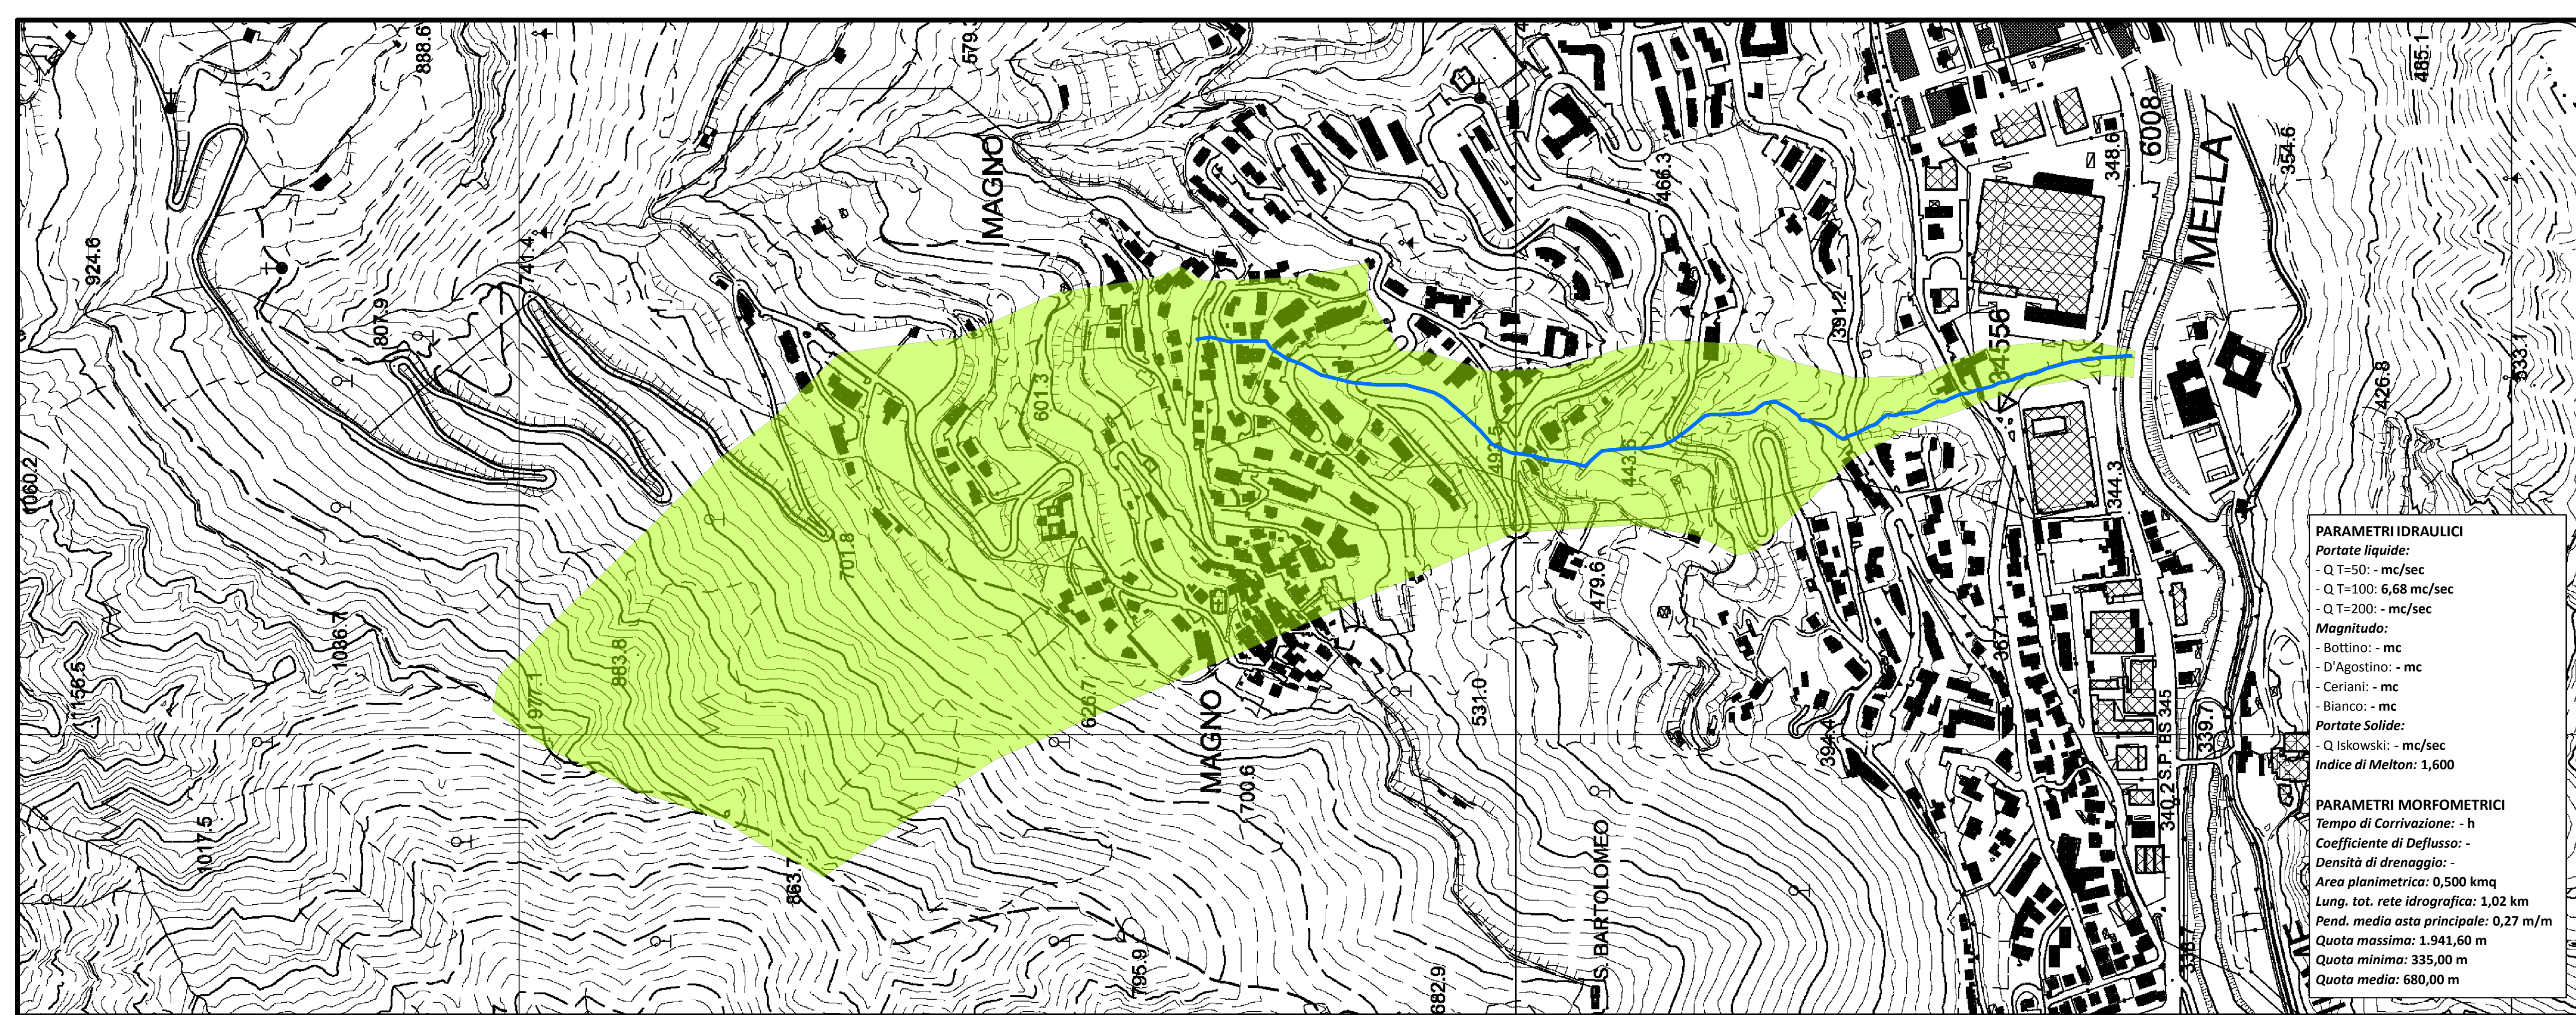 888.6
579.
485.1
6008
348.6
354.6
MELLA
MAGNO
466.3
924.6
741.4
807.9
391.2
34556
533.1
426.8
601.3
1060.2
492.5
443.6
344.3
701.8
479.6
1036.7
883.8
367.1
1156.5
977.1
626.7
MAGNO
531.0
394.4
339.7
340.2 S.P. BS 345
700.6
1017.5
863.7
S. BARTOLOMEO
795.9
682.9
338.7
PARAMETRI IDRAULICI
Portate liquide:
- Q T=50: - mc/sec
- Q T=100: 6,68 mc/sec
- Q T=200: - mc/sec
Magnitudo:
- Bottino: - mc
- D'Agostino: - mc
- Ceriani: - mc
- Bianco: - mc
Portate Solide:
- Q Iskowski: - mc/sec
Indice di Melton: 1,600
PARAMETRI MORFOMETRICI
Tempo di Corrivazione: - h
Coefficiente di Deflusso: -
Densità di drenaggio: -
Area planimetrica: 0,500 kmq
Lung. tot. rete idrografica: 1,02 km
Pend. media asta principale: 0,27 m/m
Quota massima: 1.941,60 m
Quota minima: 335,00 m
Quota media: 680,00 m